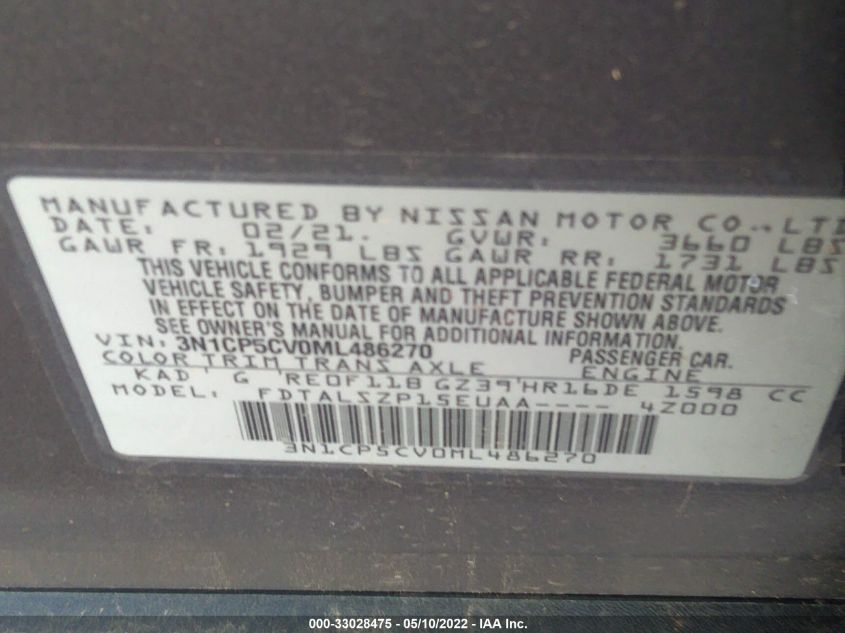 MANUFACTURED BY NISSAN MOTOR CO., LTD
DATE: 02/21. GVWR: 3660 LBS
GAWR FR: 1929 LBS GAWR RR: 1731 LBS
THIS VEHICLE CONFORMS TO ALL APPLICABLE FEDERAL MOTOR
VEHICLE SAFETY, BUMPER AND THEFT PREVENTION STANDARDS
IN EFFECT ON THE DATE OF MANUFACTURE SHOWN ABOVE.
SEE OWNER'S MANUAL FOR ADDITIONAL INFORMATION.
VIN: 3N1CP5CV0ML486270 PASSENGER CAR.
COLOR TRIM TRANS AXLE ENGINE
KAD ' G 'RE0F11B GZ39'HR16DE 1598 CC
MODEL: FDTALSZP15EUAA---- 4Z000
3N1CP5CV0ML486270
000-33028475 - 05/10/2022 - IAA Inc.